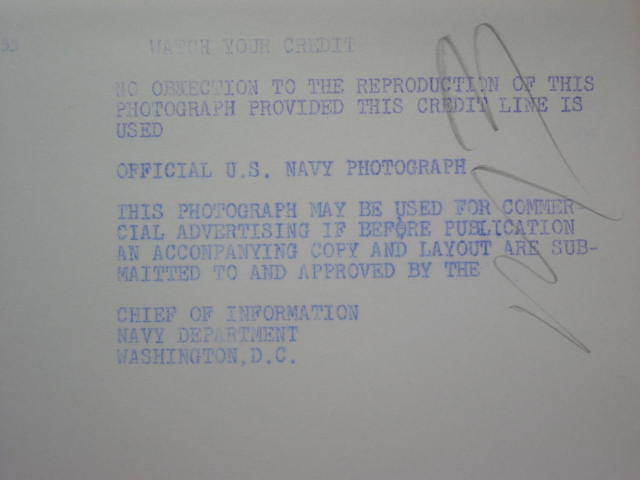 WATCH YOUR CREDIT
NO OBJECTION TO THE REPRODUCTION OF THIS
PHOTOGRAPH PROVIDED THIS CREDIT LINE IS
USED
OFFICIAL U.S. NAVY PHOTOGRAPH
THIS PHOTOGRAPH MAY BE USED FOR COMMER-
CIAL ADVERTISING IF BEFORE PUBLICATION
AN ACCOMPANYING COPY AND LAYOUT ARE SUB-
MAITTED TO AND APPROVED BY THE
CHIEF OF INFORMATION
NAVY DEPARTMENT
WASHINGTON,D.C.